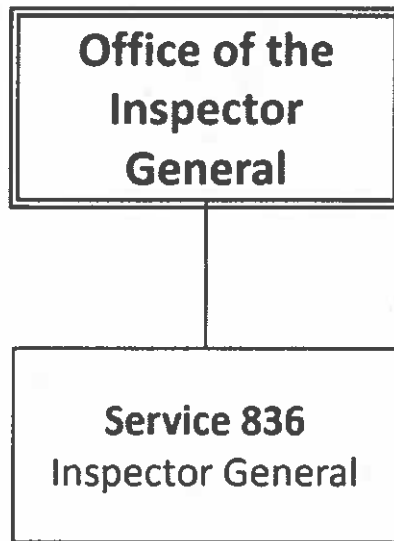 Office of the
Inspector
General
Service 836
Inspector General